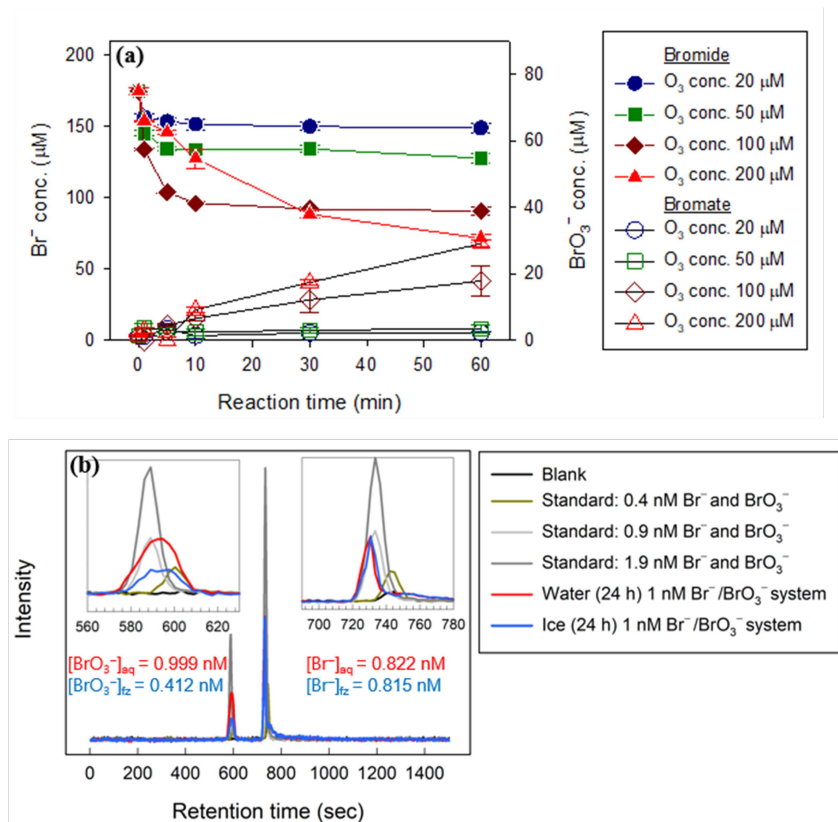 (a)
200
150
100
50
0
Br⁻ conc. (μM)
80
60
40
20
0
BrO₃⁻ conc. (μM)
0 10 20 30 40 50 60
Reaction time (min)
Bromide
O₃ conc. 20 μM
O₃ conc. 50 μM
O₃ conc. 100 μM
O₃ conc. 200 μM
Bromate
O₃ conc. 20 μM
O₃ conc. 50 μM
O₃ conc. 100 μM
O₃ conc. 200 μM
(b)
Intensity
560 580 600 620
700 720 740 760 780
[BrO₃⁻]aq = 0.999 nM
[BrO₃⁻]fz = 0.412 nM
[Br⁻]aq = 0.822 nM
[Br⁻]fz = 0.815 nM
0 200 400 600 800 1000 1200 1400
Retention time (sec)
Blank
Standard: 0.4 nM Br⁻ and BrO₃⁻
Standard: 0.9 nM Br⁻ and BrO₃⁻
Standard: 1.9 nM Br⁻ and BrO₃⁻
Water (24 h) 1 nM Br⁻/BrO₃⁻ system
Ice (24 h) 1 nM Br⁻/BrO₃⁻ system